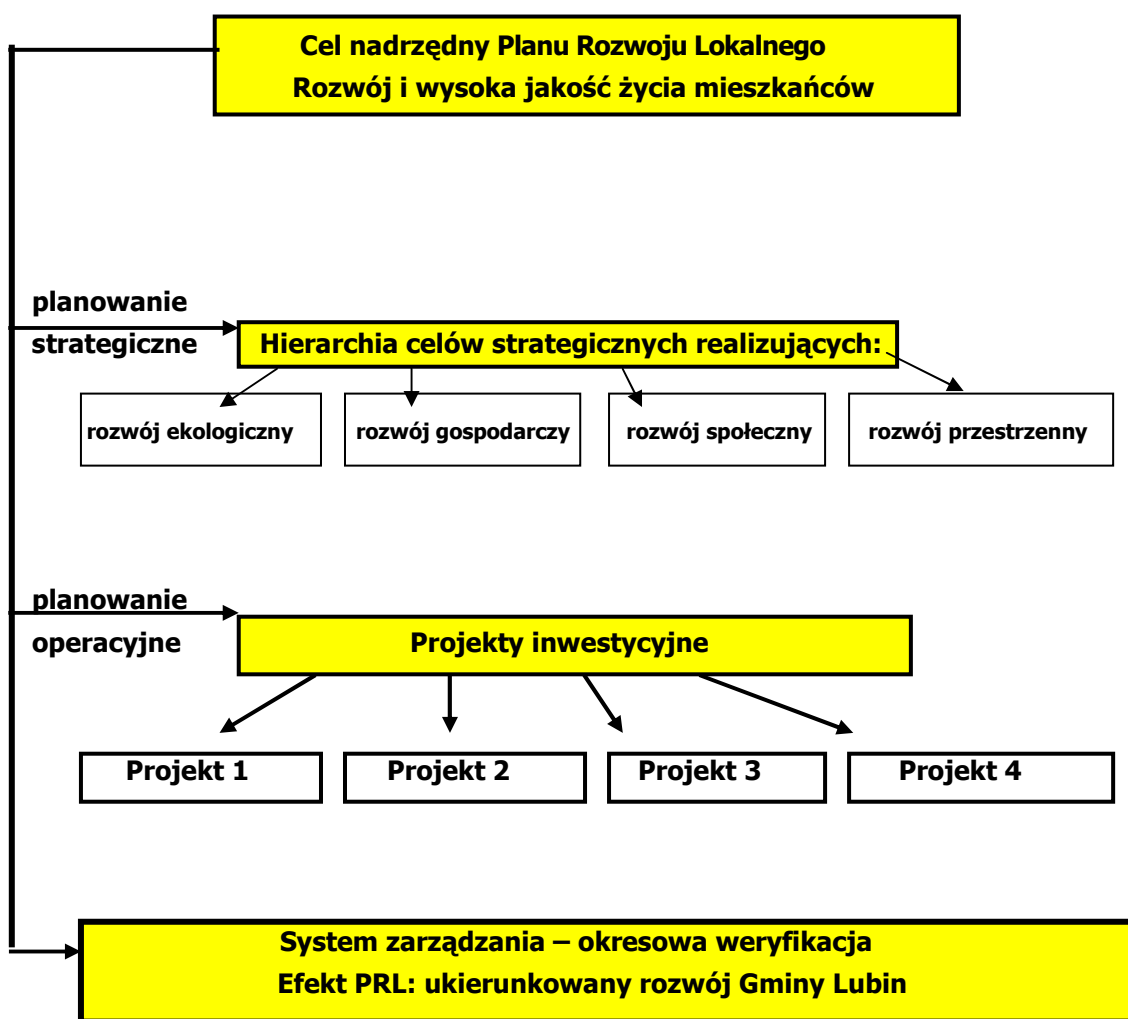 Cel nadrzędny Planu Rozwoju Lokalnego
Rozwój i wysoka jakość życia mieszkańców
planowanie
strategiczne
Hierarchia celów strategicznych realizujących:
rozwój ekologiczny
rozwój gospodarczy
rozwój społeczny
rozwój przestrzenny
planowanie
operacyjne
Projekty inwestycyjne
Projekt 1
Projekt 2
Projekt 3
Projekt 4
System zarządzania – okresowa weryfikacja
Efekt PRL: ukierunkowany rozwój Gminy Lubin